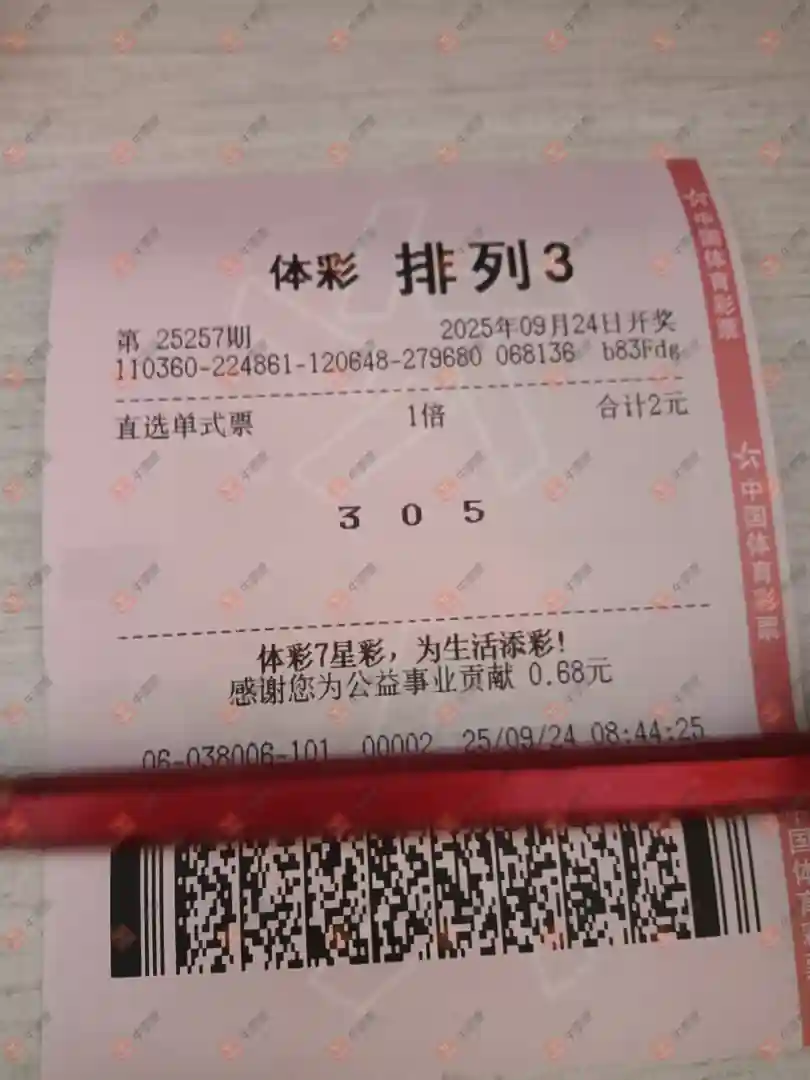 体彩 排列3
第 25257期 2025年09月24日开奖
110360-224861-120648-279680 068136 b83Fdg
直选单式票 1倍 合计2元
3 0 5
体彩7星彩，为生活添彩！
感谢您为公益事业贡献 0.68元
06-038006-101 00002 25/09/24 08:44:25
中国体育彩票
中国体育彩票